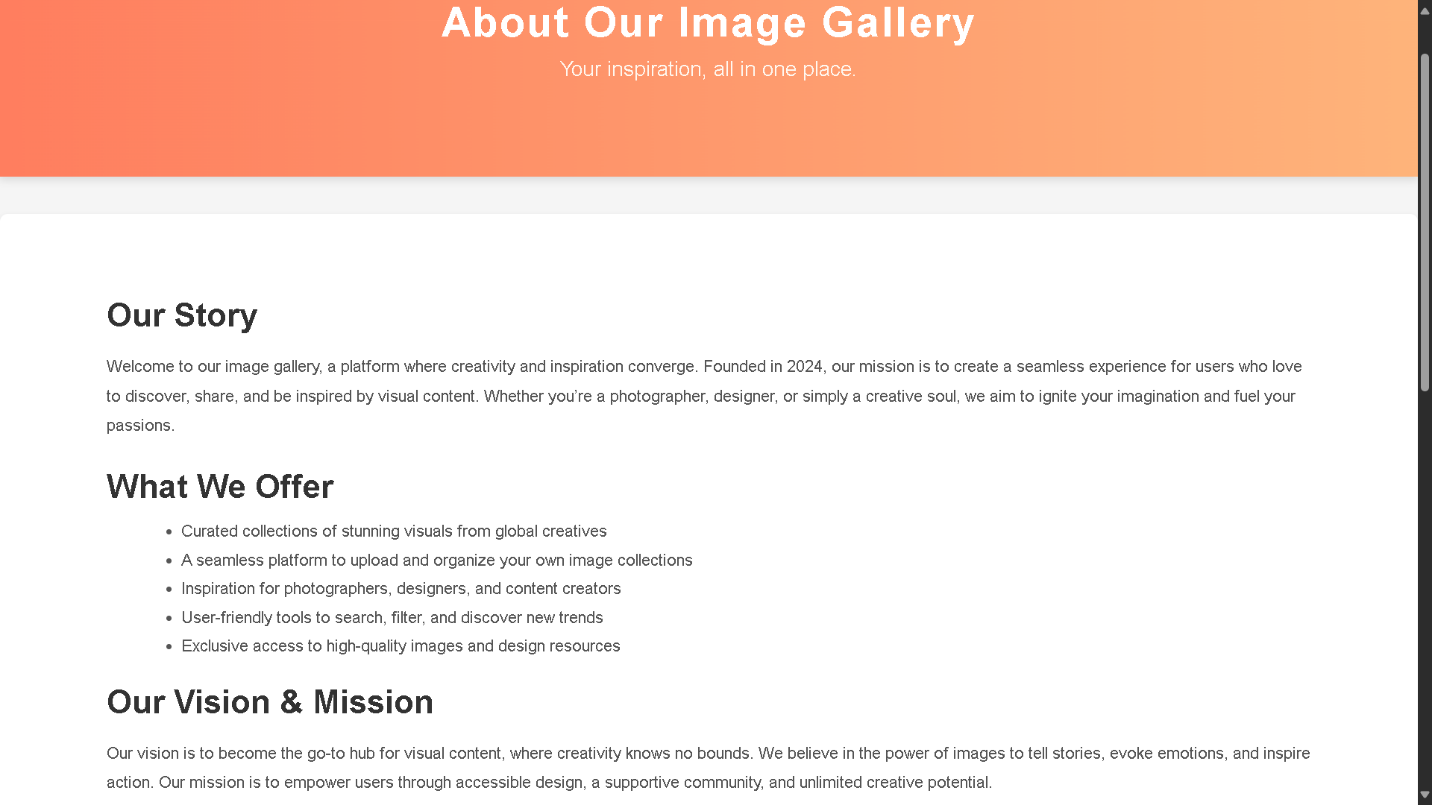 About Our Image Gallery
Your inspiration, all in one place.
Our Story
Welcome to our image gallery, a platform where creativity and inspiration converge. Founded in 2024, our mission is to create a seamless experience for users who love
to discover, share, and be inspired by visual content. Whether you’re a photographer, designer, or simply a creative soul, we aim to ignite your imagination and fuel your
passions.
What We Offer
• Curated collections of stunning visuals from global creatives
• A seamless platform to upload and organize your own image collections
• Inspiration for photographers, designers, and content creators
• User-friendly tools to search, filter, and discover new trends
• Exclusive access to high-quality images and design resources
Our Vision & Mission
Our vision is to become the go-to hub for visual content, where creativity knows no bounds. We believe in the power of images to tell stories, evoke emotions, and inspire
action. Our mission is to empower users through accessible design, a supportive community, and unlimited creative potential.